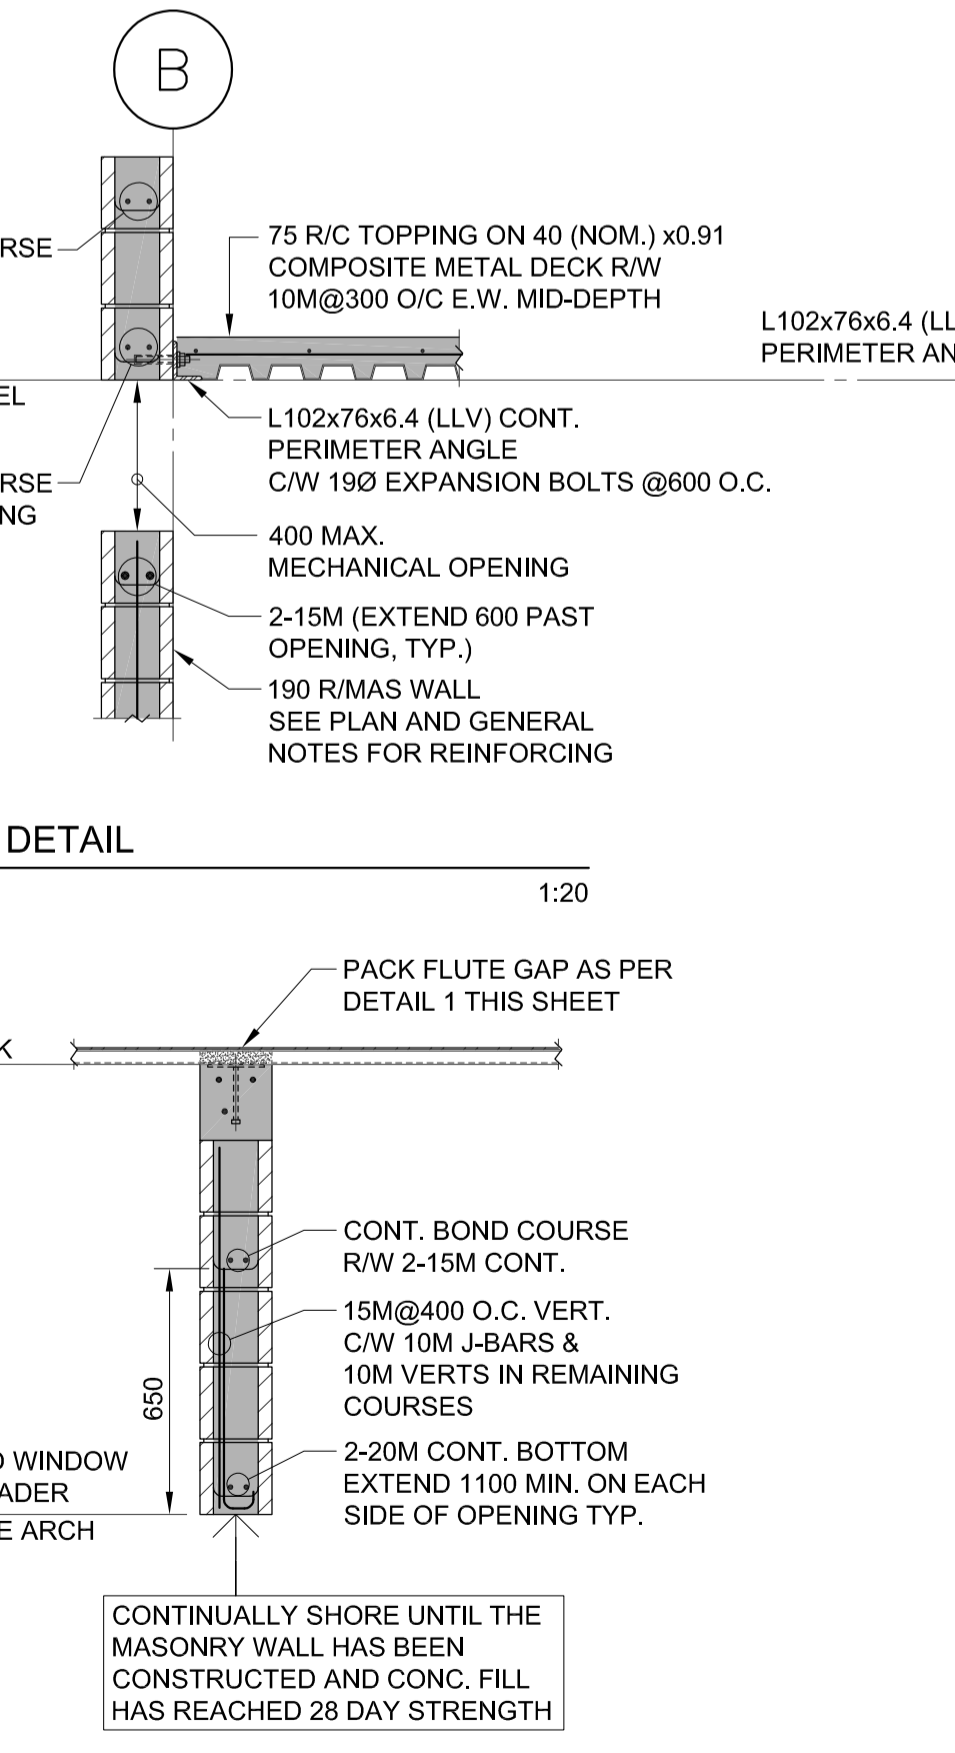 B
RSE
75 R/C TOPPING ON 40 (NOM.) x0.91
COMPOSITE METAL DECK R/W
10M@300 O/C E.W. MID-DEPTH
L102x76x6.4 (LL
PERIMETER AN
EL
L102x76x6.4 (LLV) CONT.
PERIMETER ANGLE
C/W 19Ø EXPANSION BOLTS @600 O.C.
RSE
NG
400 MAX.
MECHANICAL OPENING
2-15M (EXTEND 600 PAST
OPENING, TYP.)
190 R/MAS WALL
SEE PLAN AND GENERAL
NOTES FOR REINFORCING
DETAIL
1:20
PACK FLUTE GAP AS PER
DETAIL 1 THIS SHEET
K
CONT. BOND COURSE
R/W 2-15M CONT.
15M@400 O.C. VERT.
C/W 10M J-BARS &
10M VERTS IN REMAINING
COURSES
650
2-20M CONT. BOTTOM
EXTEND 1100 MIN. ON EACH
SIDE OF OPENING TYP.
WINDOW
ADER
E ARCH
CONTINUALLY SHORE UNTIL THE
MASONRY WALL HAS BEEN
CONSTRUCTED AND CONC. FILL
HAS REACHED 28 DAY STRENGTH